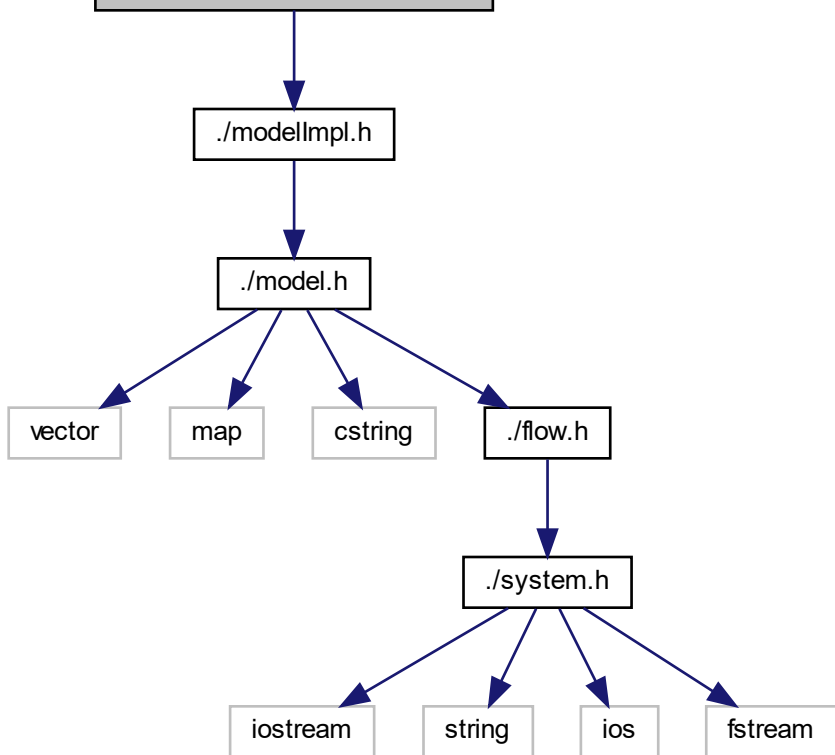 ./modelImpl.h
./model.h
vector
map
cstring
./flow.h
./system.h
iostream
string
ios
fstream